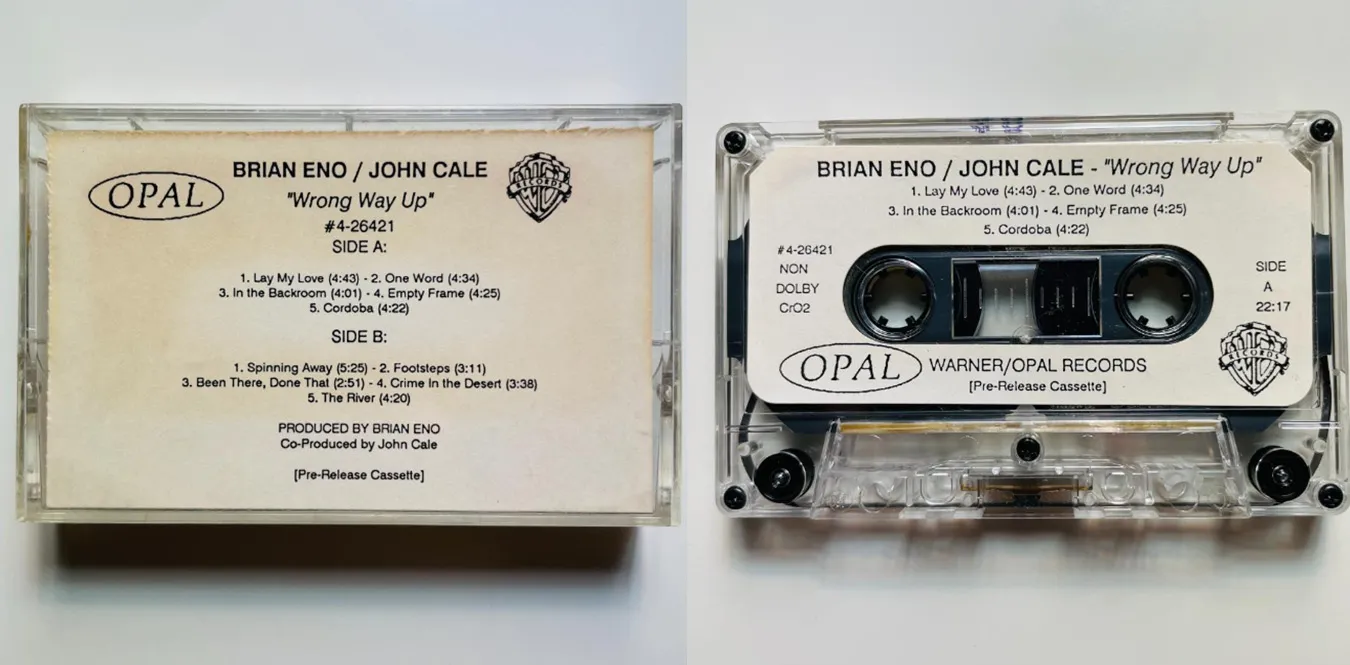 OPAL
BRIAN ENO / JOHN CALE
RECORDS
"Wrong Way Up"
#4-26421
SIDE A:
1. Lay My Love (4:43) - 2. One Word (4:34)
3. In the Backroom (4:01) - 4. Empty Frame (4:25)
5. Cordoba (4:22)
SIDE B:
1. Spinning Away (5:25) - 2. Footsteps (3:11)
3. Been There, Done That (2:51) - 4. Crime In the Desert (3:38)
5. The River (4:20)
PRODUCED BY BRIAN ENO
Co-Produced by John Cale
[Pre-Release Cassette]
BRIAN ENO / JOHN CALE - "Wrong Way Up"
1. Lay My Love (4:43) - 2. One Word (4:34)
3. In the Backroom (4:01) - 4. Empty Frame (4:25)
5. Cordoba (4:22)
#4-26421
NON
DOLBY
CrO2
SIDE
A
22:17
OPAL
WARNER/OPAL RECORDS
[Pre-Release Cassette]
RECORDS